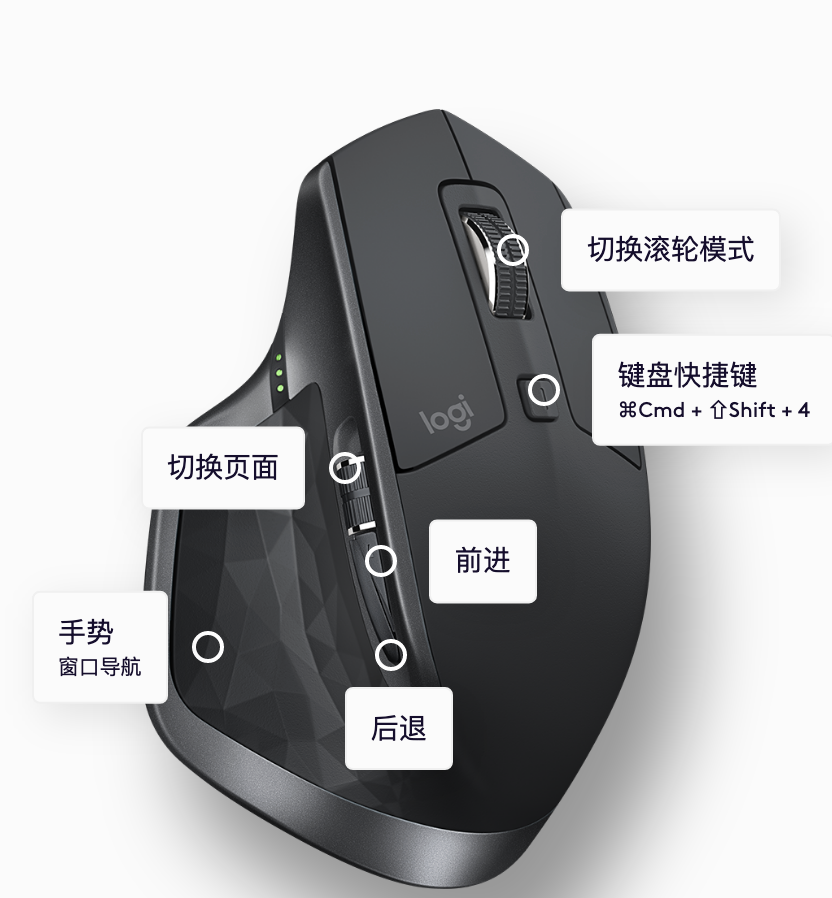 切换滚轮模式
键盘快捷键
⌘Cmd + ⇧Shift + 4
logi
切换页面
前进
手势
窗口导航
后退